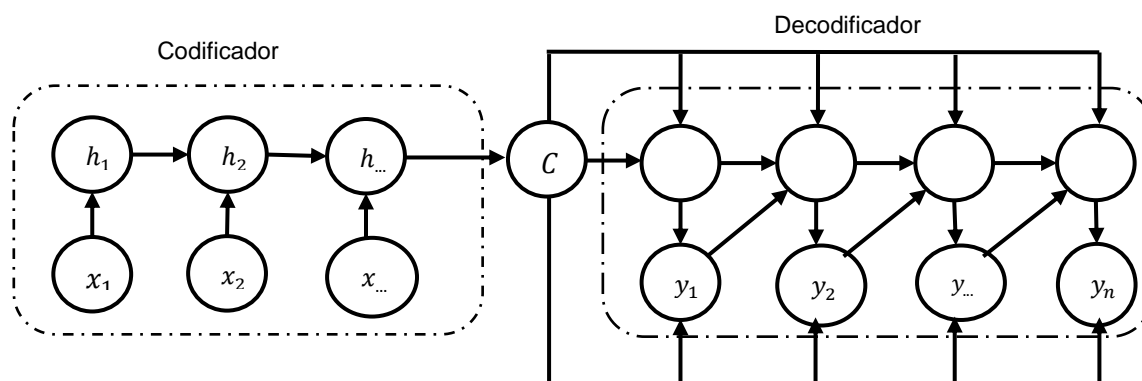 Codificador
Decodificador
h₁ h₂ h... C
x₁ x₂ x...
y₁ y₂ y... yₙ